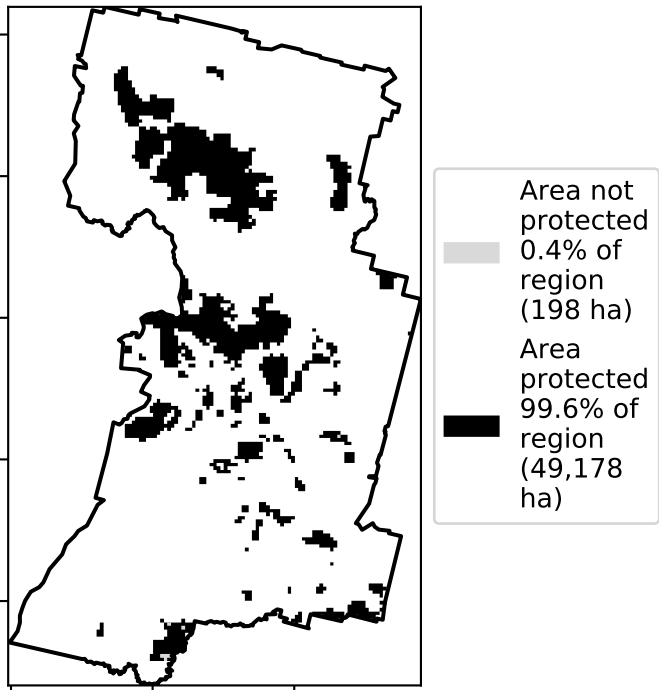 Area not
protected
0.4% of
region
(198 ha)
Area
protected
99.6% of
region
(49,178
ha)